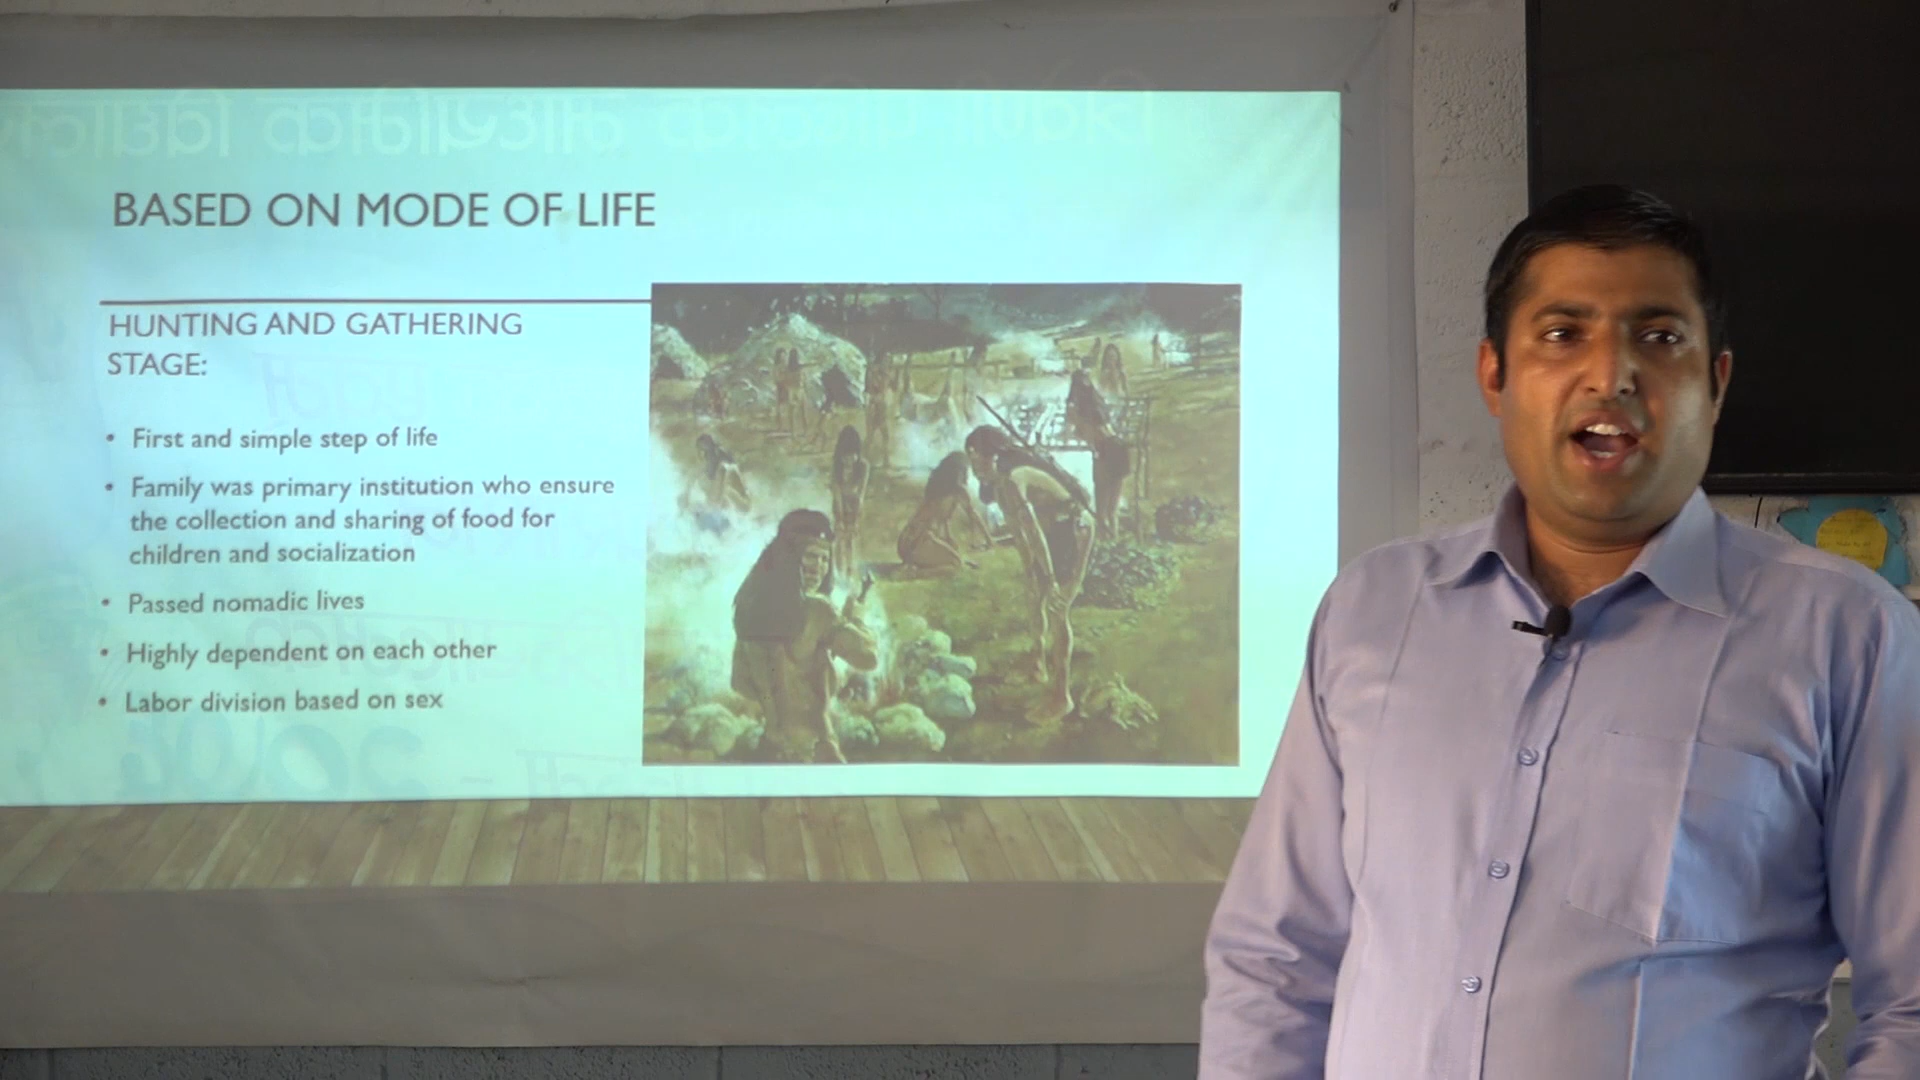 BASED ON MODE OF LIFE
HUNTING AND GATHERING
STAGE:
• First and simple step of life
• Family was primary institution who ensure
the collection and sharing of food for
children and socialization
• Passed nomadic lives
• Highly dependent on each other
• Labor division based on sex